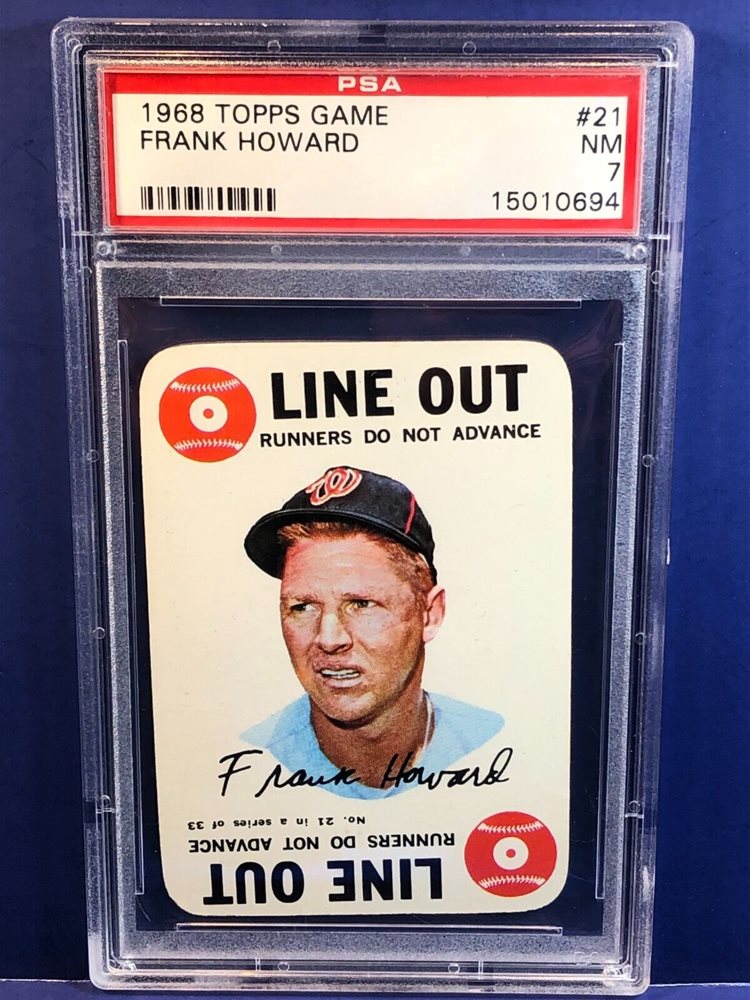 PSA
1968 TOPPS GAME #21
FRANK HOWARD NM
7
15010694
LINE OUT
RUNNERS DO NOT ADVANCE
W
Frank Howard
No. 21 in a series of 33
RUNNERS DO NOT ADVANCE
LINE OUT